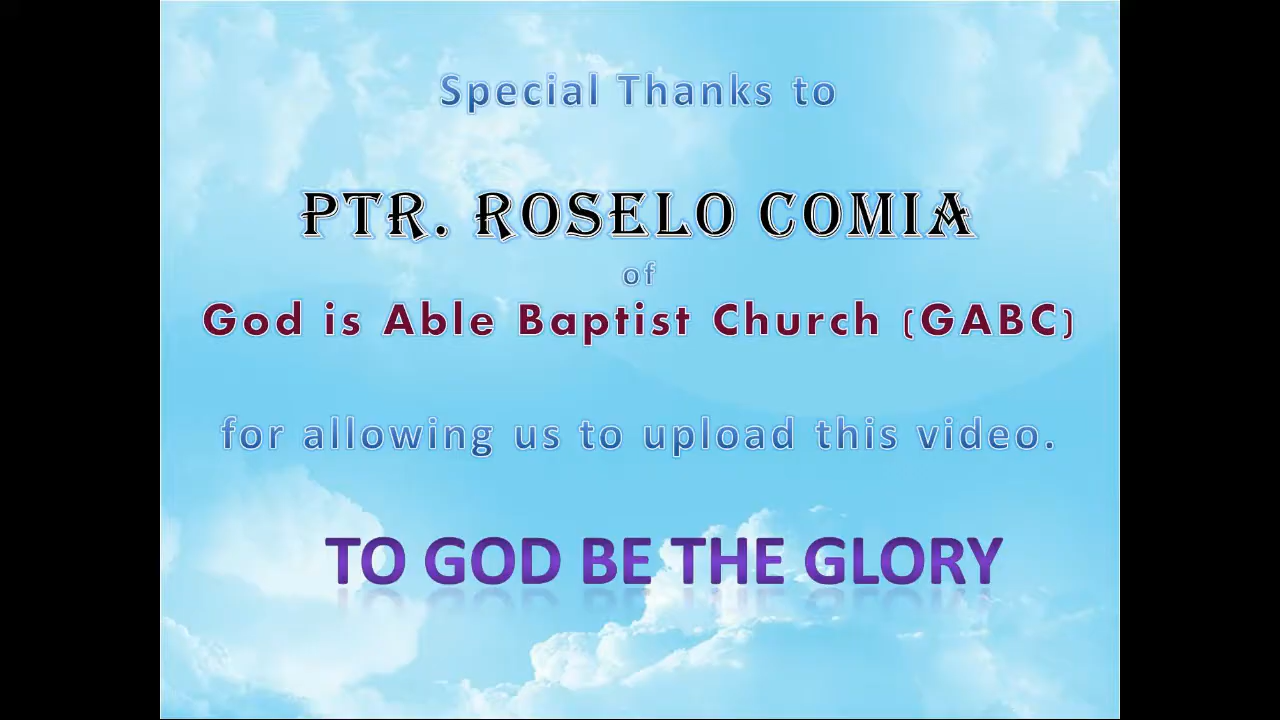 Special Thanks to
PTR. ROSELO COMIA
of
God is Able Baptist Church (GABC)
for allowing us to upload this video.
TO GOD BE THE GLORY